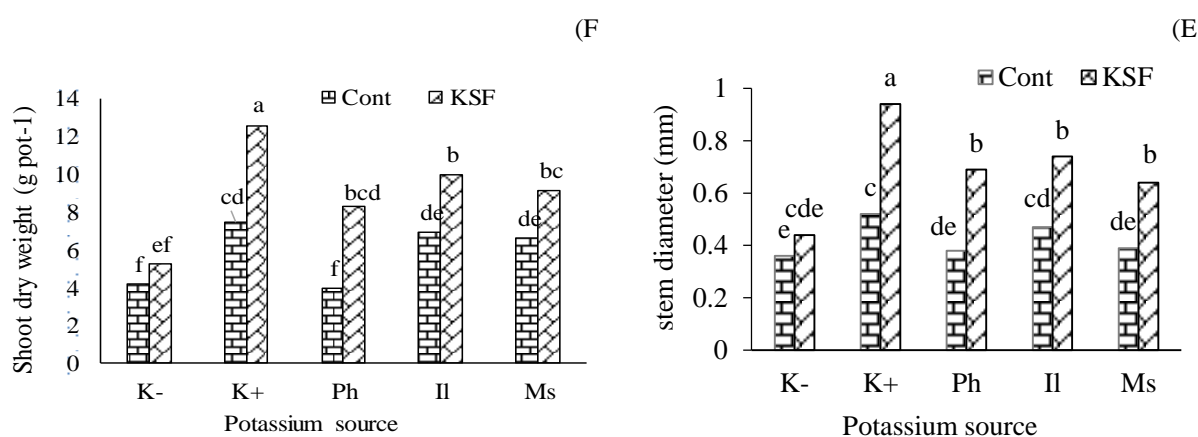 (F
Cont KSF
Shoot dry weight (g pot-1)
14
12
10
8
6
4
2
0
f ef cd a f bcd de b de bc
K- K+ Ph Il Ms
Potassium source
(E
Cont KSF
stem diameter (mm)
1
0.8
0.6
0.4
0.2
0
e cde c a de b cd b de b
K- K+ Ph Il Ms
Potassium source